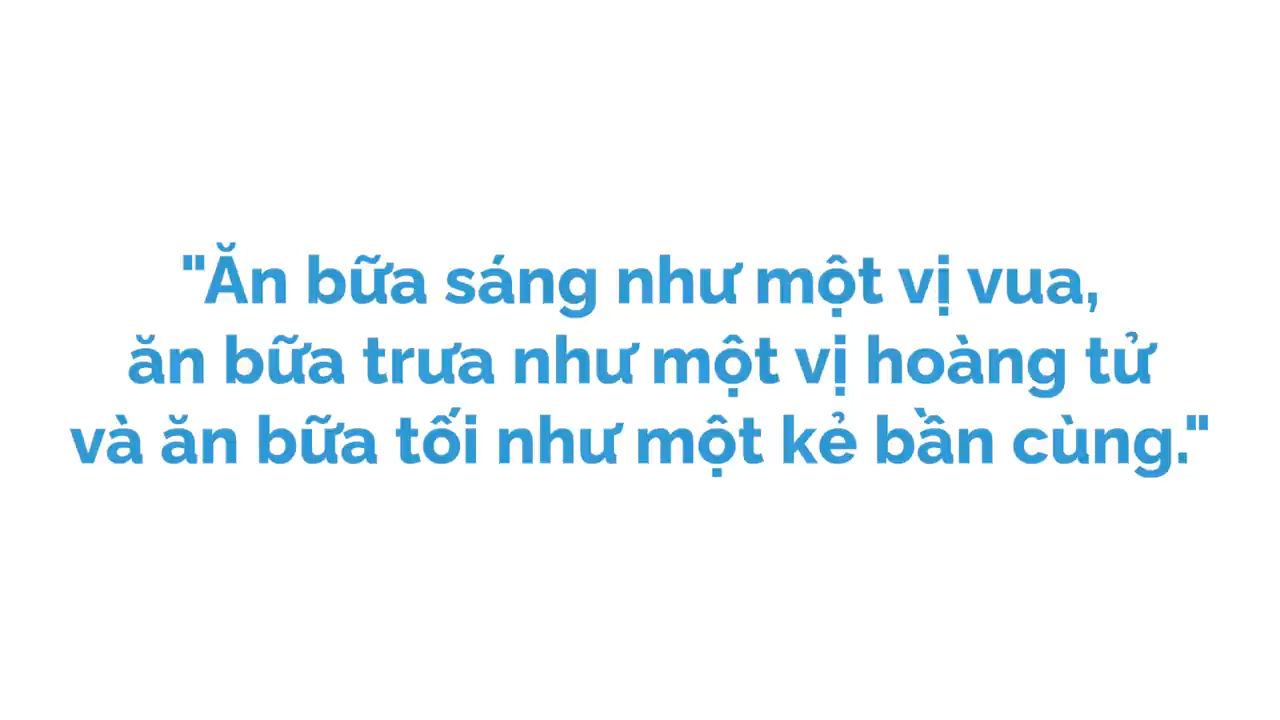 "Ăn bữa sáng như một vị vua,
ăn bữa trưa như một vị hoàng tử
và ăn bữa tối như một kẻ bần cùng."